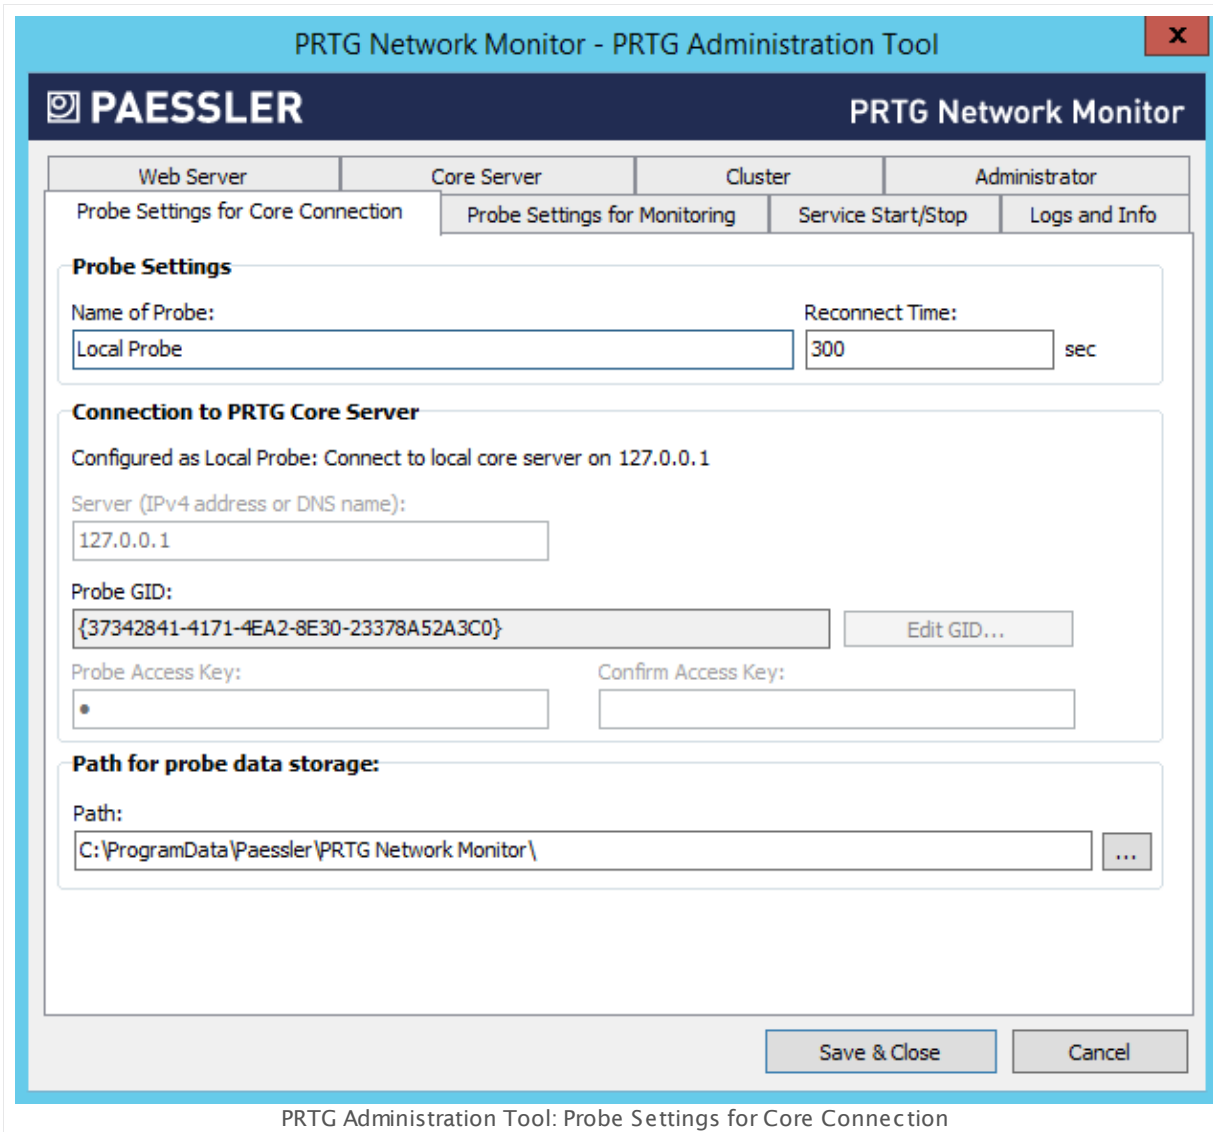 PRTG Network Monitor - PRTG Administration Tool
x
PAESSLER
PRTG Network Monitor
Web Server
Core Server
Cluster
Administrator
Probe Settings for Core Connection
Probe Settings for Monitoring
Service Start/Stop
Logs and Info
Probe Settings
Name of Probe:
Reconnect Time:
Local Probe
300
sec
Connection to PRTG Core Server
Configured as Local Probe: Connect to local core server on 127.0.0.1
Server (IPv4 address or DNS name):
127.0.0.1
Probe GID:
{37342841-4171-4EA2-8E30-23378A52A3C0}
Edit GID...
Probe Access Key:
Confirm Access Key:
•
Path for probe data storage:
Path:
C:\ProgramData\Paessler\PRTG Network Monitor\
...
Save & Close
Cancel
PRTG Administration Tool: Probe Settings for Core Connection